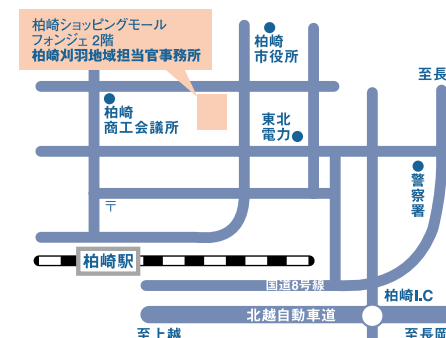 柏崎ショッピングモール
フォンジェ 2階
柏崎刈羽地域担当官事務所
柏崎
市役所
至長
柏崎
商工会議所
東北
電力
警察署
〒
柏崎駅
国道8号線
柏崎I.C
北越自動車道
至上越
至長岡